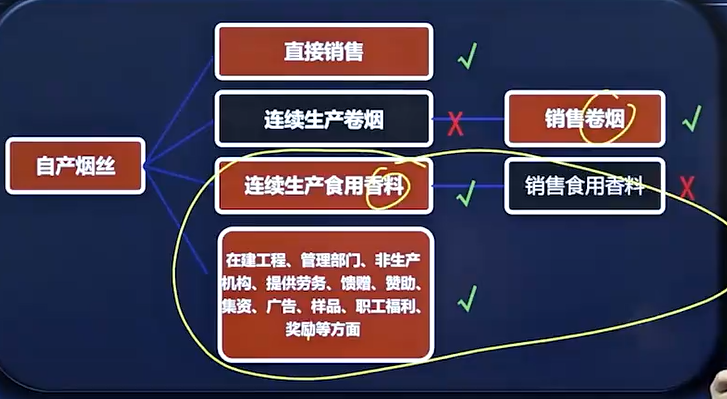 直接销售
连续生产卷烟
销售卷烟
自产烟丝
连续生产食用香料
销售食用香料
在建工程、管理部门、非生产
机构、提供劳务、馈赠、赞助、
集资、广告、样品、职工福利、
奖励等方面